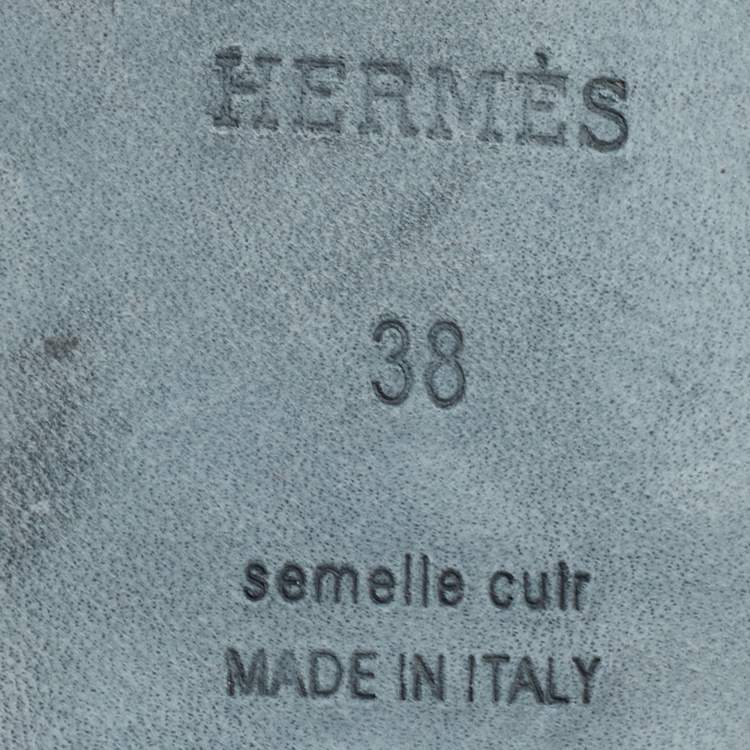 HERMÈS
38
semelle cuir
MADE IN ITALY